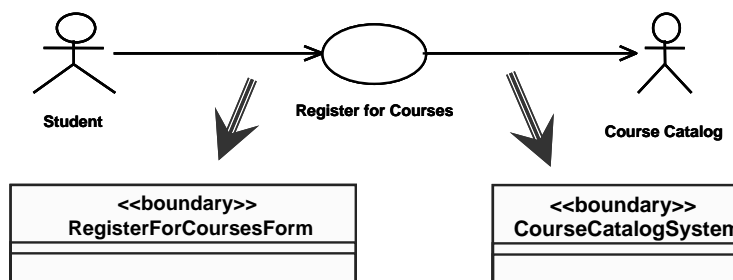 Student
Register for Courses
Course Catalog
<<boundary>>
RegisterForCoursesForm
<<boundary>>
CourseCatalogSystem